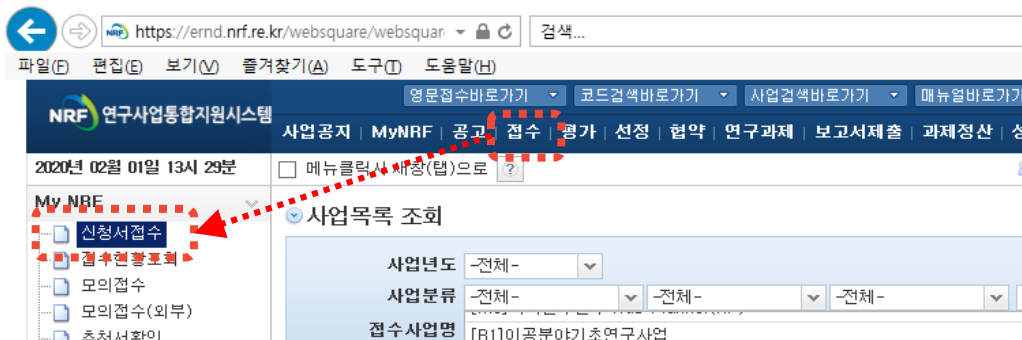 https://ernd.nrf.re.kr/websquare/websquar
검색...
파일(F) 편집(E) 보기(V) 즐겨찾기(A) 도구(T) 도움말(H)
영문접수바로가기 코드검색바로가기 사업검색바로가기 메뉴얼바로가기
NRF 연구사업통합지원시스템
사업공지 | MyNRF | 공고 | 접수 | 평가 | 선정 | 협약 | 연구과제 | 보고서제출 | 과제정산
2020년 02월 01일 13시 29분
메뉴클릭시 새창(탭)으로 ?
My NRF
사업목록 조회
신청서접수
접수현황조회
사업년도 -전체-
모의접수
사업분류 -전체- -전체- -전체-
모의접수(외부)
접수사업명 [B1]이공분야기초연구사업
추천서확인